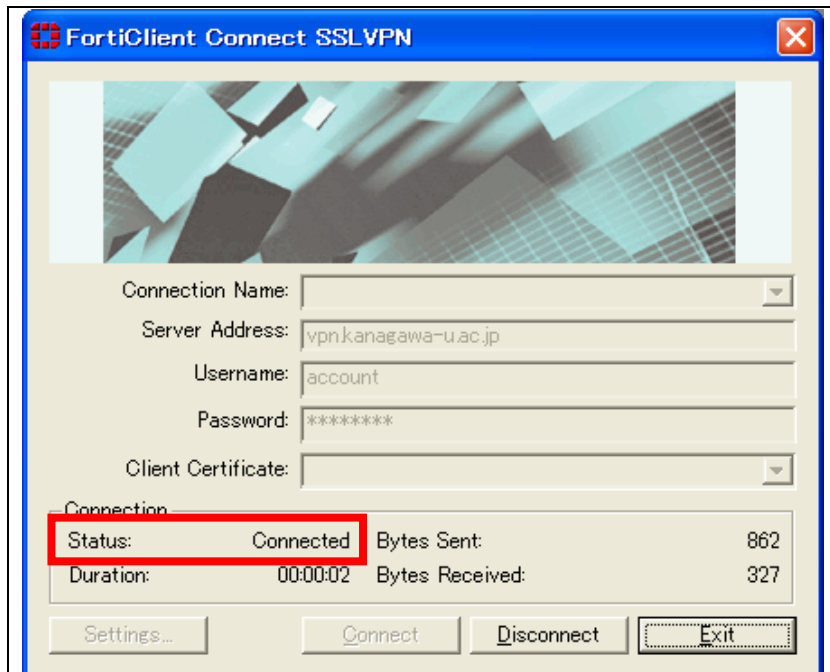 FortiClient Connect SSLVPN
Connection Name:
Server Address: vpn.kanagawa-u.ac.jp
Username: account
Password: ********
Client Certificate:
Connection
Status: Connected Bytes Sent: 862
Duration: 00:00:02 Bytes Received: 327
Settings... Connect Disconnect Exit